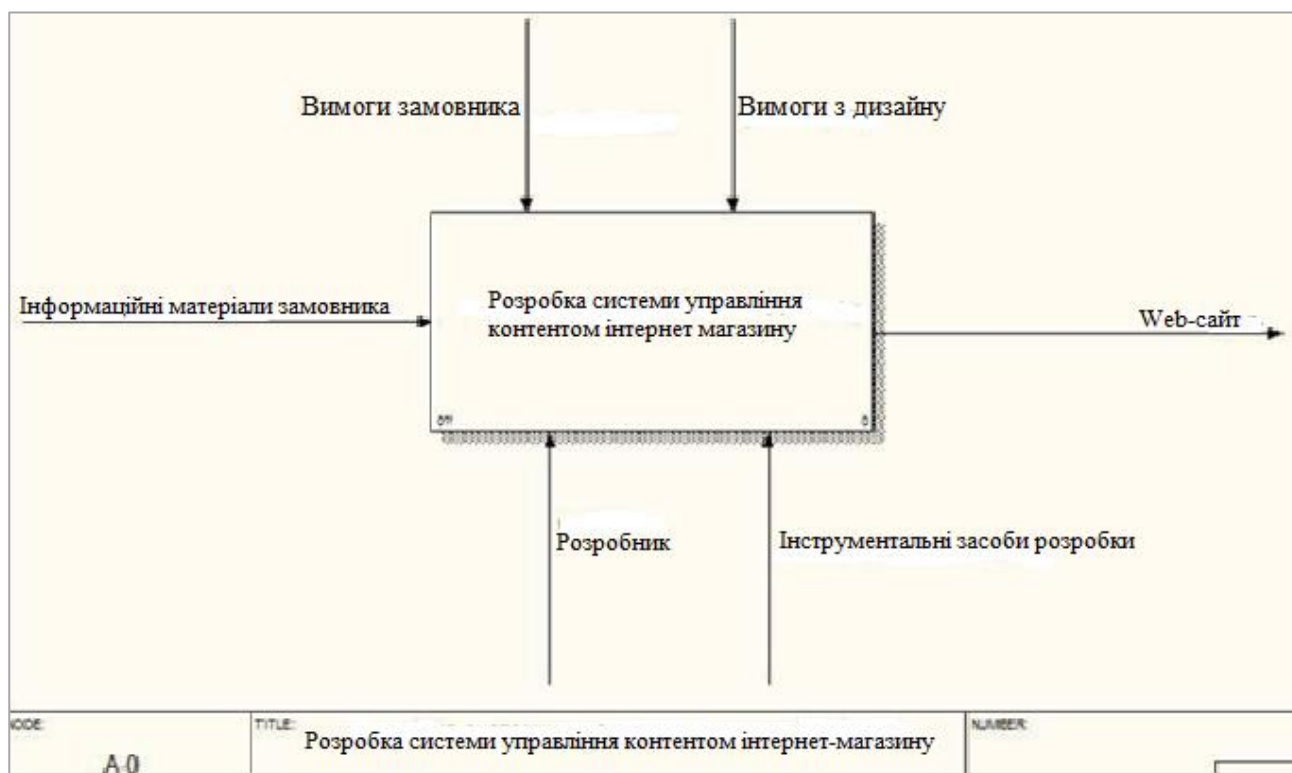 Вимоги замовника
Вимоги з дизайну
Інформаційні матеріали замовника
Розробка системи управління
контентом інтернет магазину
Web-сайт
Розробник
Інструментальні засоби розробки
TITLE:
NUMBER:
Розробка системи управління контентом інтернет-магазину
A-0